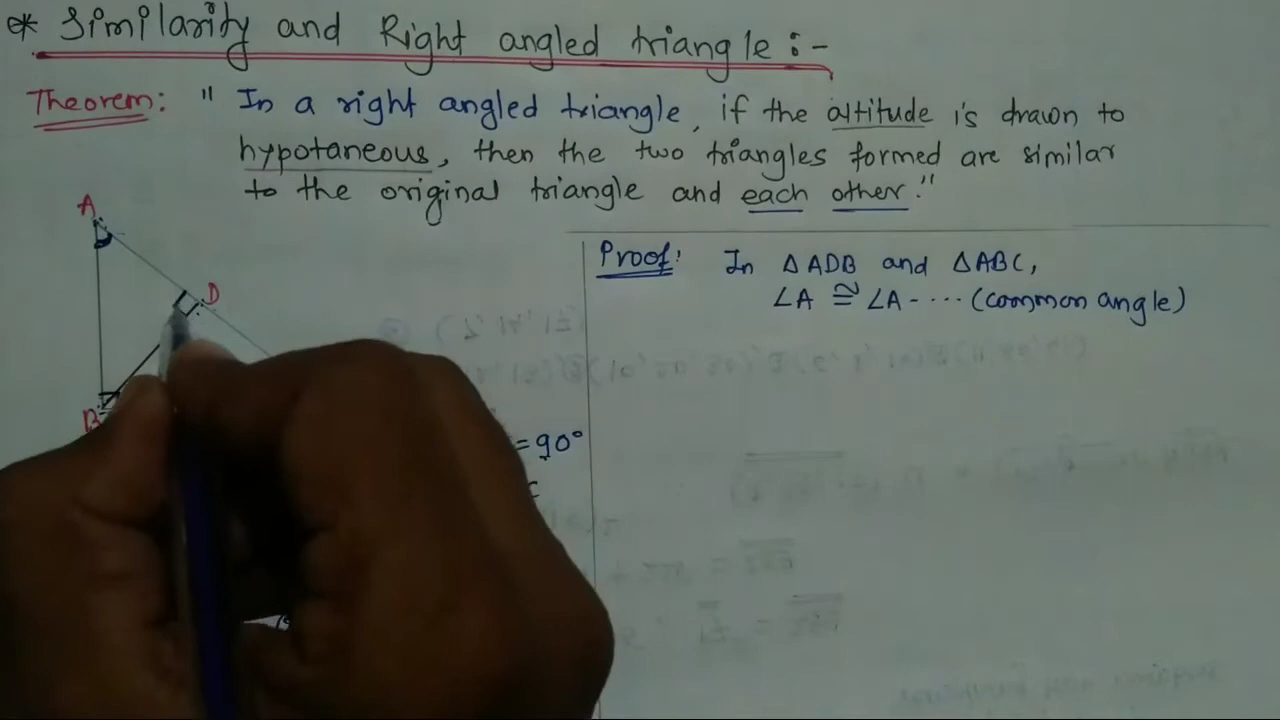 * Similarity and Right angled triangle :-
Theorem: " In a right angled triangle, if the altitude is drawn to
hypotaneous, then the two triangles formed are similar
to the original triangle and each other."
A
D
B
= 90°
Proof: In ΔADB and ΔABC,
∠A ≅ ∠A - ... (common angle)